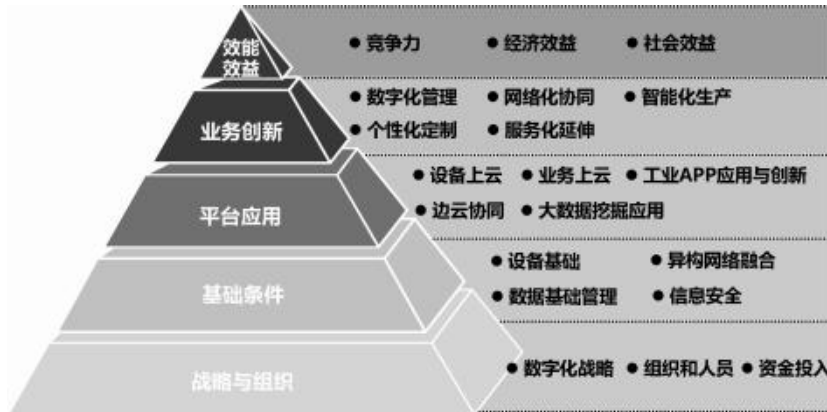 效能
效益
● 竞争力 ● 经济效益 ● 社会效益
业务创新
● 数字化管理 ● 网络化协同 ● 智能化生产
● 个性化定制 ● 服务化延伸
平台应用
● 设备上云 ● 业务上云 ● 工业APP应用与创新
● 边云协同 ● 大数据挖掘应用
基础条件
● 设备基础 ● 异构网络融合
● 数据基础管理 ● 信息安全
战略与组织
● 数字化战略 ● 组织和人员 ● 资金投入